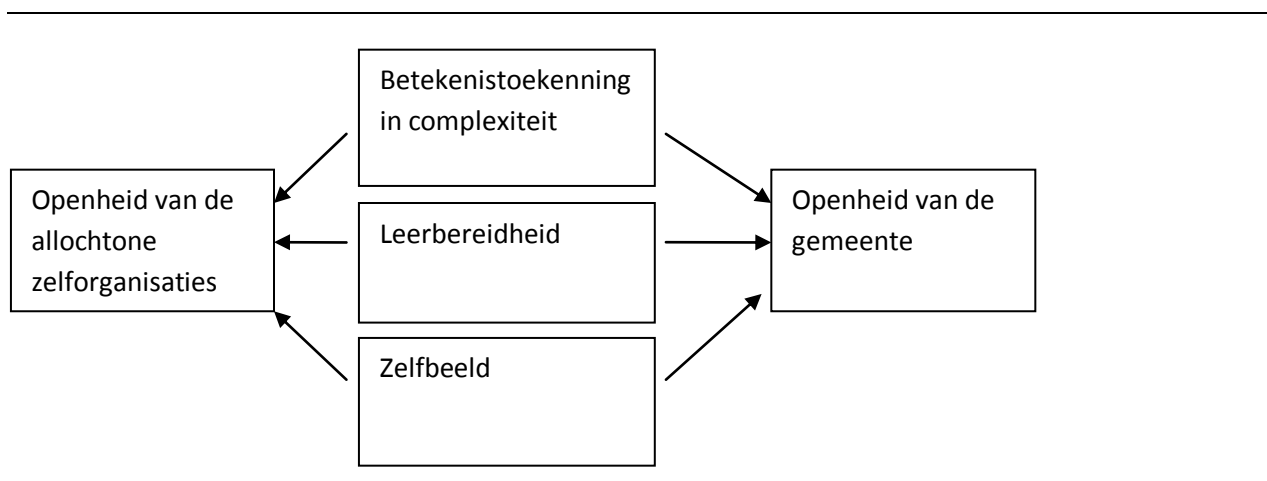 Betekenistoekenning
in complexiteit
Openheid van de
allochtone
zelforganisaties
Leerbereidheid
Openheid van de
gemeente
Zelfbeeld